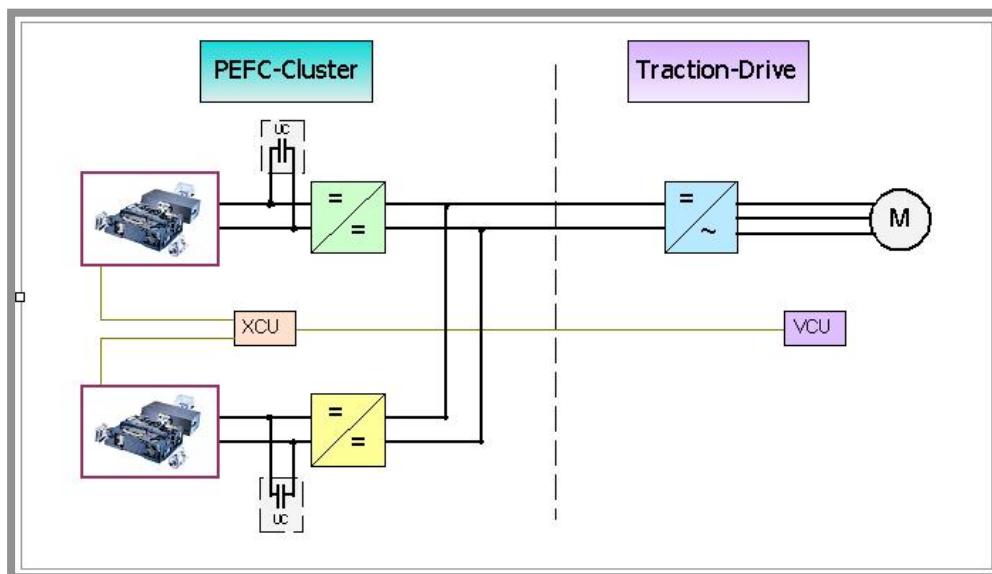 PEFC-Cluster
Traction-Drive
UC
=
=
=
~
M
XCU
VCU
=
=
UC